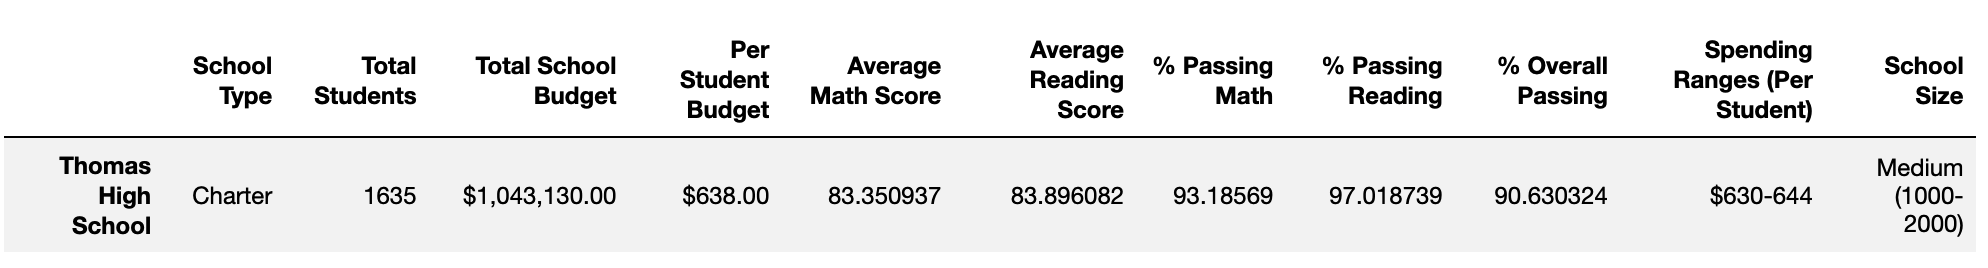 School Type	Total Students	Total School Budget	Per Student Budget	Average Math Score	Average Reading Score	% Passing Math	% Passing Reading	% Overall Passing	Spending Ranges (Per Student)	School Size
Thomas High School	Charter	1635	$1,043,130.00	$638.00	83.350937	83.896082	93.18569	97.018739	90.630324	$630-644	Medium (1000-2000)